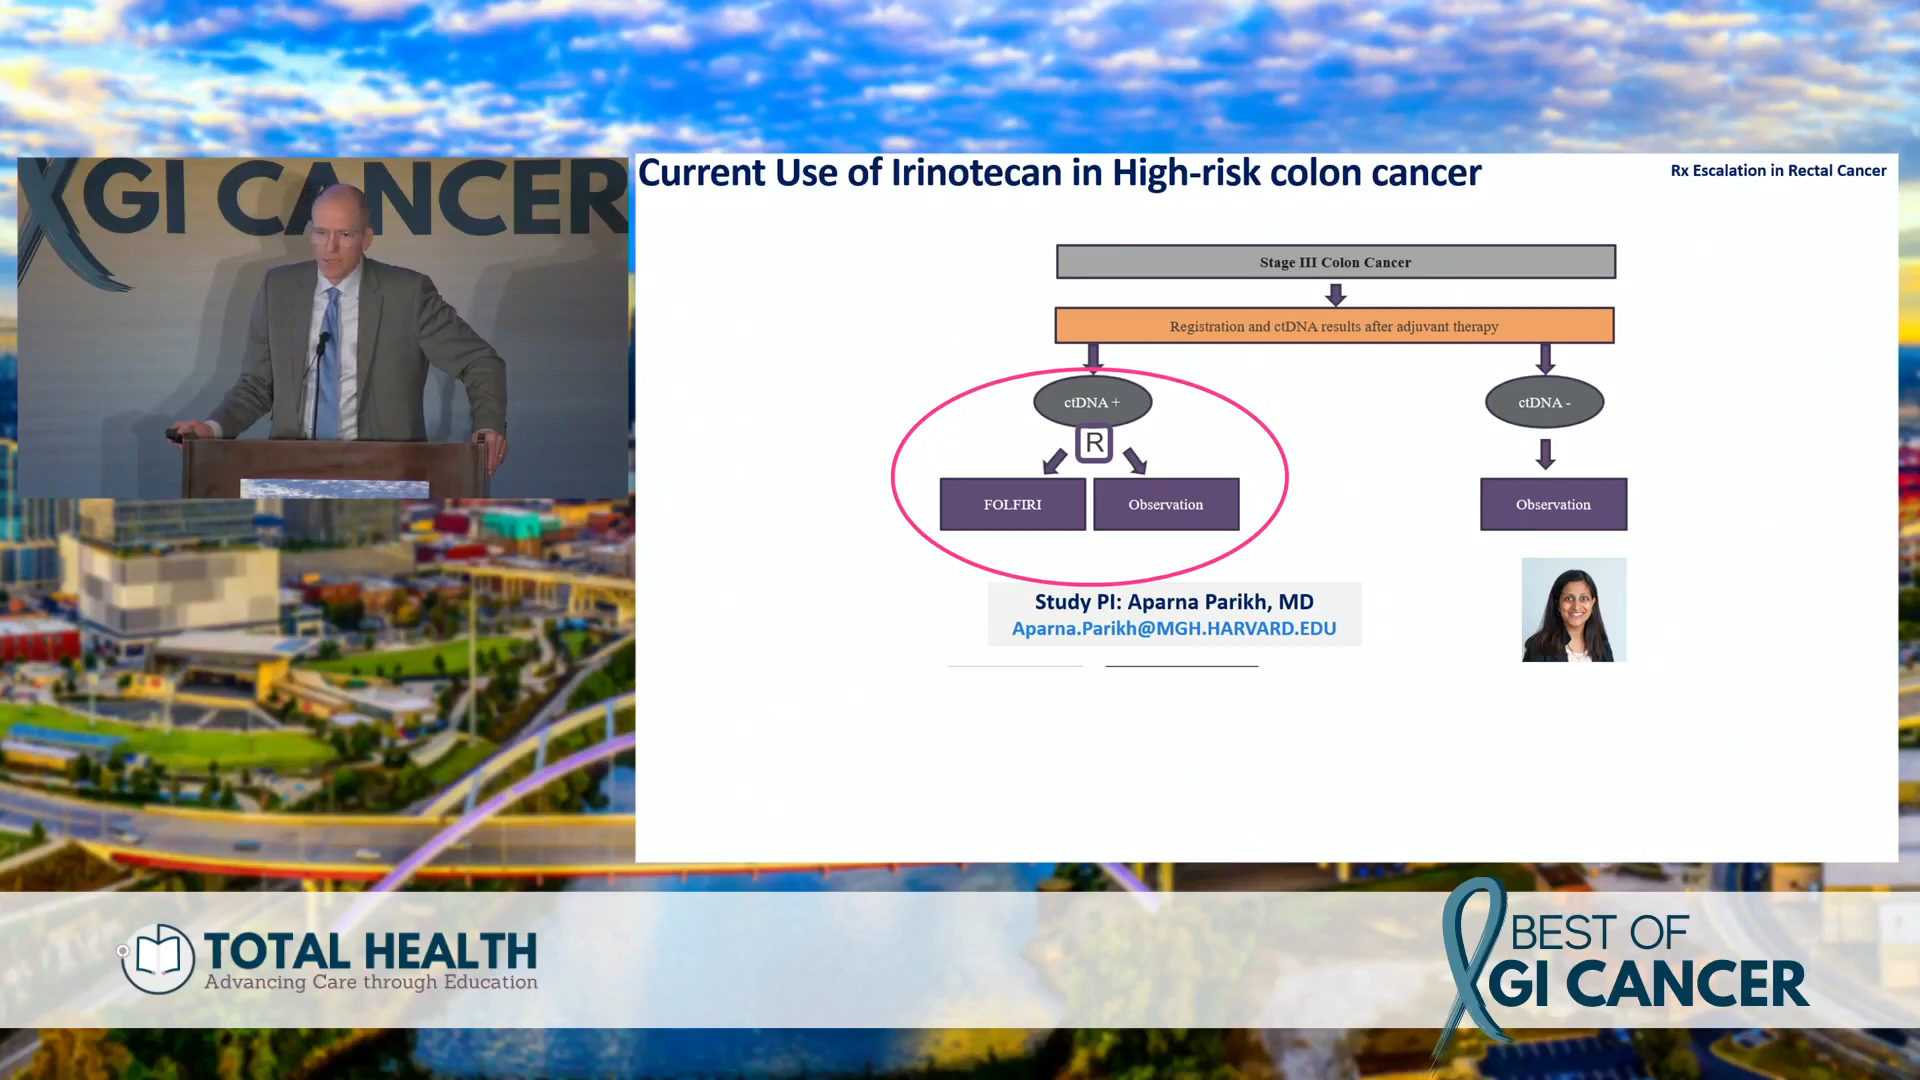 GI CANCER
Current Use of Irinotecan in High-risk colon cancer
Rx Escalation in Rectal Cancer
Stage III Colon Cancer
Registration and ctDNA results after adjuvant therapy
ctDNA +
ctDNA -
R
FOLFIRI
Observation
Observation
Study PI: Aparna Parikh, MD
Aparna.Parikh@MGH.HARVARD.EDU
TOTAL HEALTH
Advancing Care through Education
BEST OF
GI CANCER